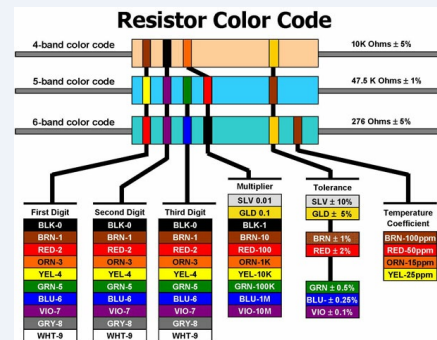 Resistor Color Code
4-band color code
10K Ohms ± 5%
5-band color code
47.5 K Ohms ± 1%
6-band color code
276 Ohms ± 5%
First Digit
BLK-0
BRN-1
RED-2
ORN-3
YEL-4
GRN-5
BLU-6
VIO-7
GRY-8
WHT-9
Second Digit
BLK-0
BRN-1
RED-2
ORN-3
YEL-4
GRN-5
BLU-6
VIO-7
GRY-8
WHT-9
Third Digit
BLK-0
BRN-1
RED-2
ORN-3
YEL-4
GRN-5
BLU-6
VIO-7
GRY-8
WHT-9
Multiplier
SLV 0.01
GLD 0.1
BLK-1
BRN-10
RED-100
ORN-1K
YEL-10K
GRN-100K
BLU-1M
VIO-10M
Tolerance
SLV ± 10%
GLD ± 5%
BRN ± 1%
RED ± 2%
GRN ± 0.5%
BLU- ± 0.25%
VIO ± 0.1%
Temperature
Coefficient
BRN-100ppm
RED-50ppm
ORN-15ppm
YEL-25ppm